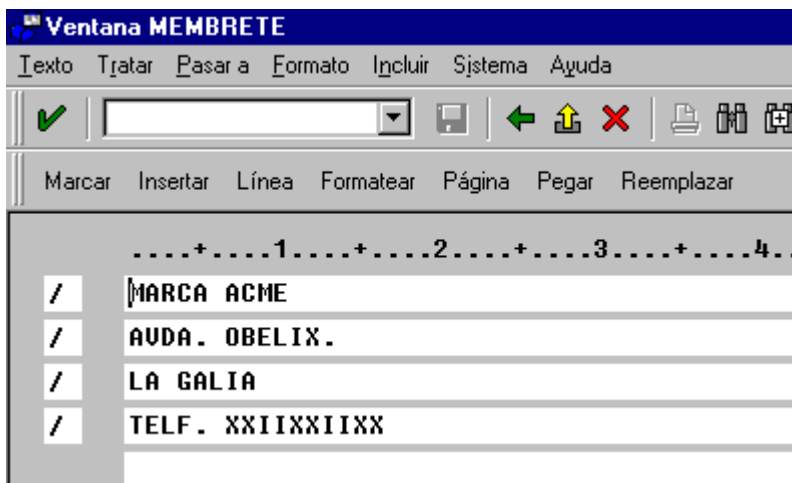 Ventana MEMBRETE
Texto Tratar Pasar a Formato Incluir Sistema Ayuda
Marcar Insertar Línea Formatear Página Pegar Reemplazar
....+....1....+....2....+....3....+....4..
/ MARCA ACME
/ AVDA. OBELIX.
/ LA GALIA
/ TELF. XXIIXXIIXX